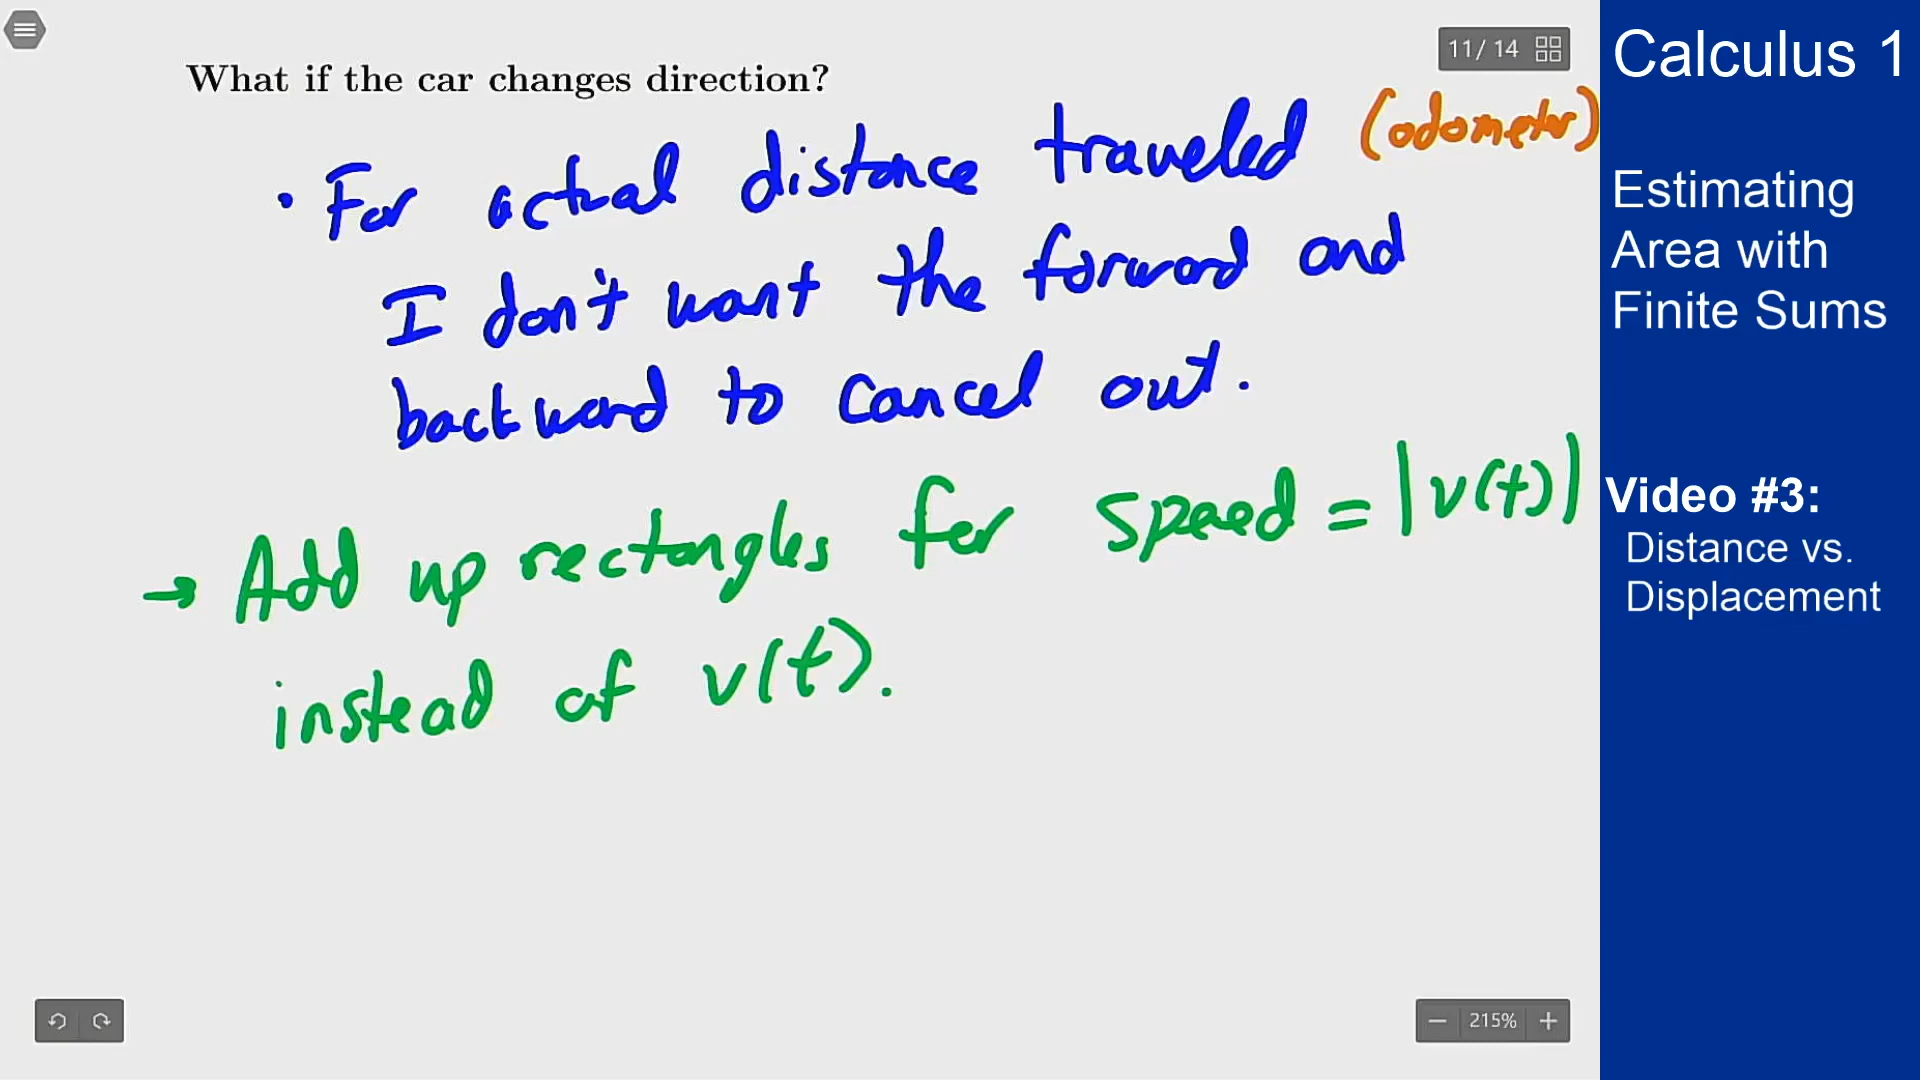 What if the car changes direction?
11 / 14
• For actual distance traveled (odometer)
I don't want the forward and
backward to cancel out.
→ Add up rectangles for speed = |v(t)|
instead of v(t).
215%
Calculus 1
Estimating
Area with
Finite Sums
Video #3:
Distance vs.
Displacement